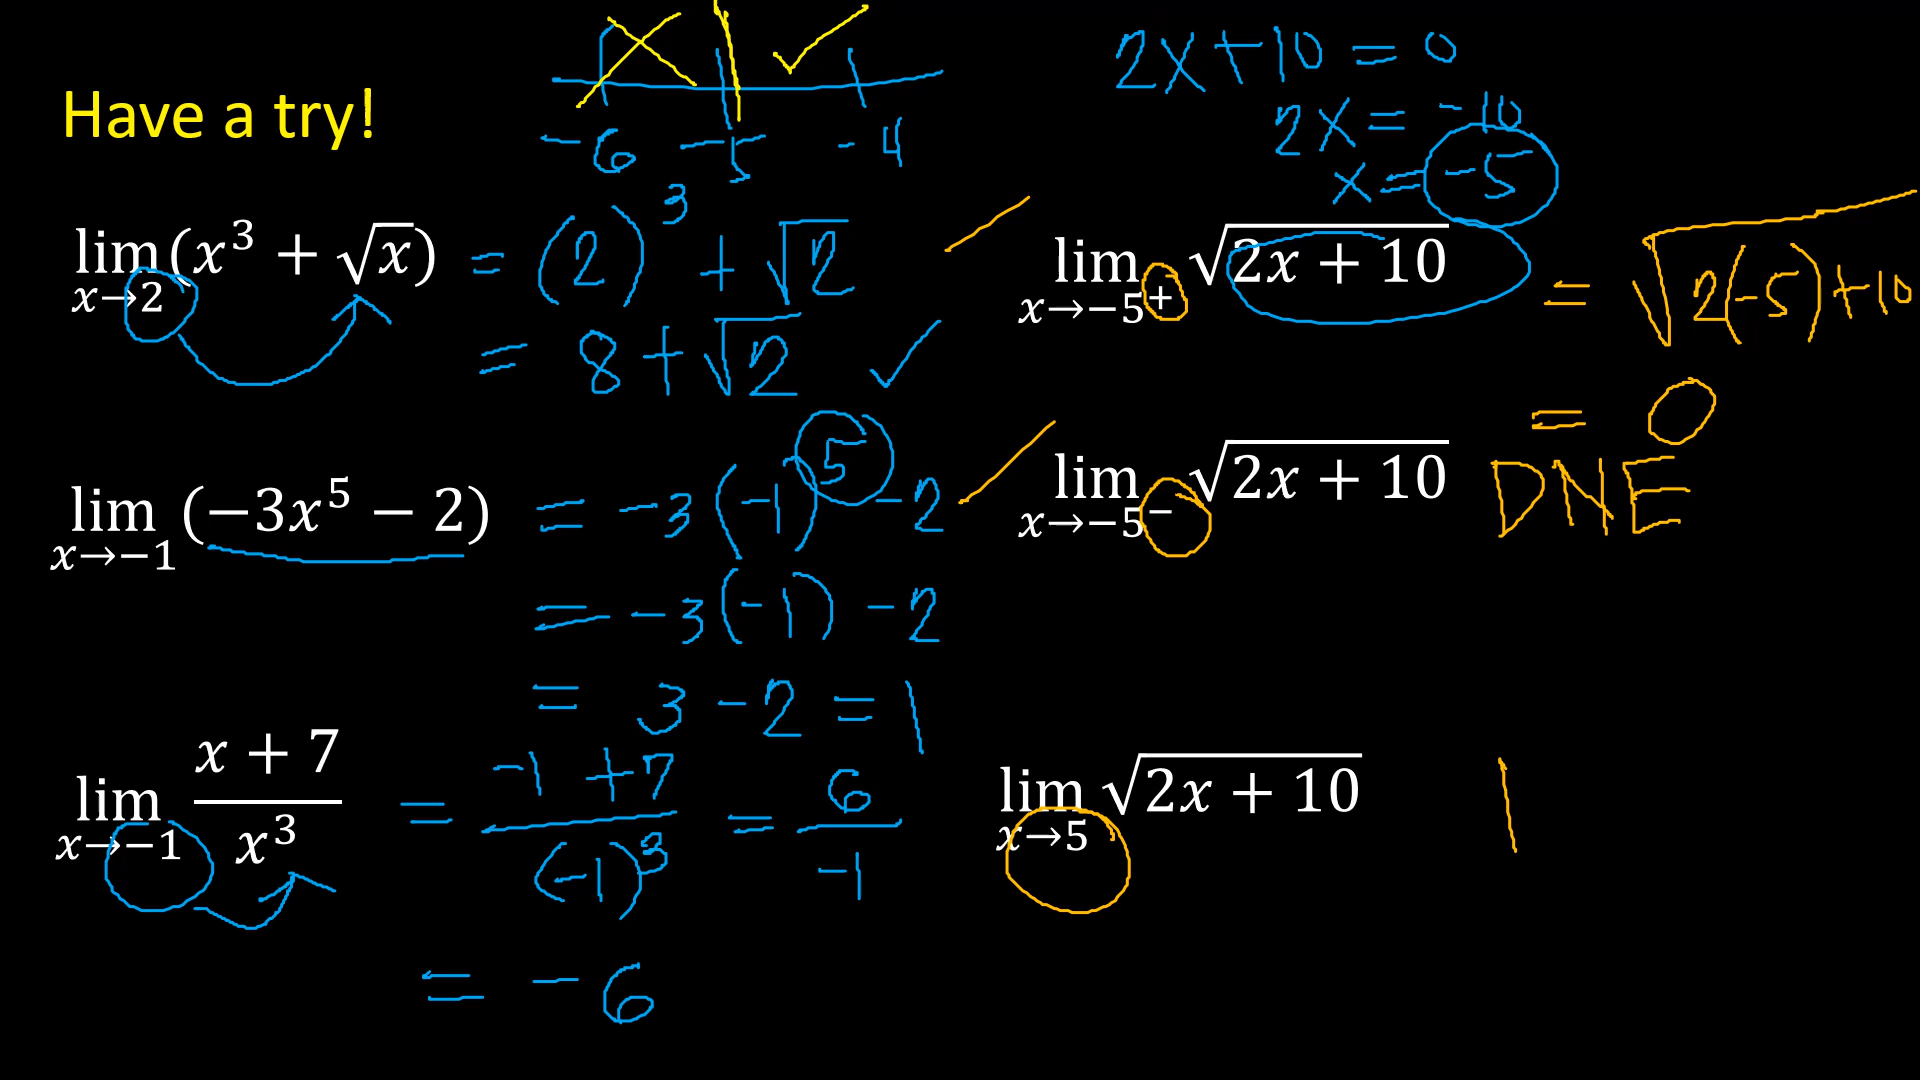 Have a try!
-6 -5 -4
2x+10 = 0
2x = -10
x = -5
lim x→2 (x³ + √x) = (2)³ + √2
= 8 + √2 ✓
lim x→−1 (−3x⁵ − 2) = -3(-1)⁵ - 2
= -3(-1) - 2
= 3 - 2 = 1
lim x→−1 (x + 7)/x³ = (-1 + 7)/(-1)³ = 6/-1
= -6
lim x→−5⁺ √(2x + 10) = √(2(-5)+10)
= 0
lim x→−5⁻ √(2x + 10) DNE
lim x→5 √(2x + 10)